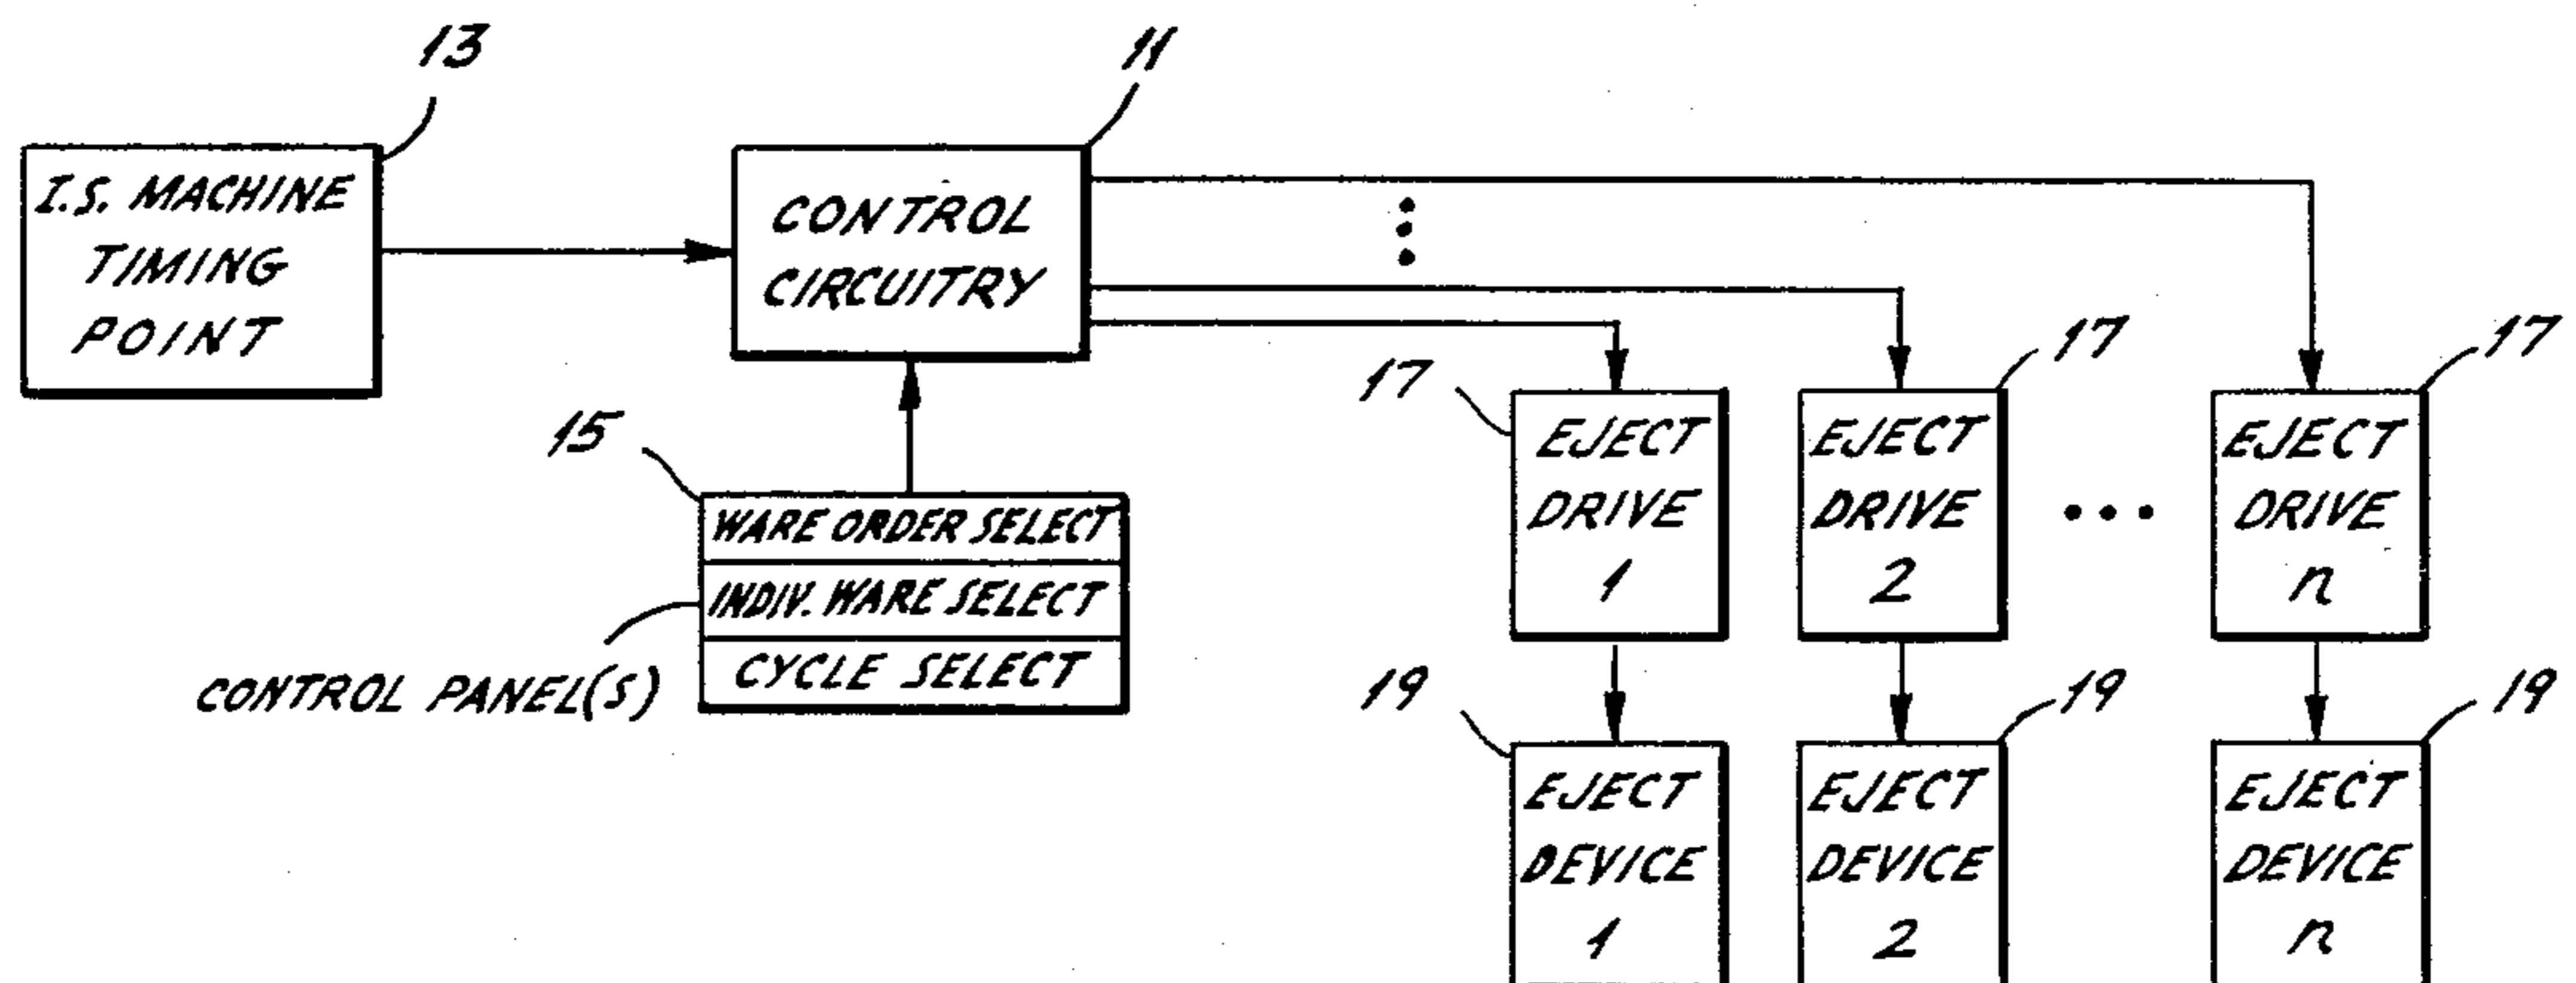 13
11
I.S. MACHINE
TIMING
POINT
CONTROL
CIRCUITRY
15
WARE ORDER SELECT
INDIV. WARE SELECT
CYCLE SELECT
CONTROL PANEL(S)
17
EJECT
DRIVE
1
17
EJECT
DRIVE
2
17
EJECT
DRIVE
n
19
EJECT
DEVICE
1
19
EJECT
DEVICE
2
19
EJECT
DEVICE
n